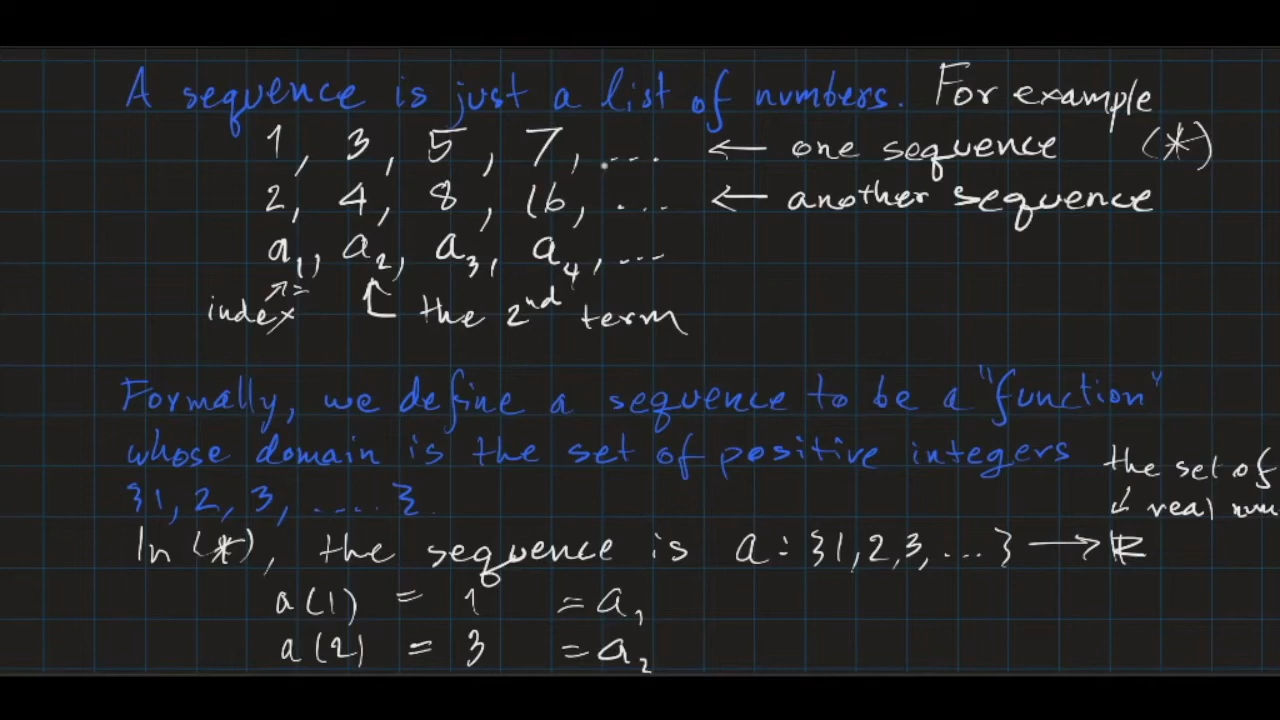 A sequence is just a list of numbers. For example
1, 3, 5, 7, ... ← one sequence (*)
2, 4, 8, 16, ... ← another sequence
a₁, a₂, a₃, a₄, ...
index the 2nd term
Formally, we define a sequence to be a "function"
whose domain is the set of positive integers
{1, 2, 3, ....}.
the set of
↙ real num
In (*), the sequence is a : {1,2,3,...} → ℝ
a(1) = 1 = a₁
a(2) = 3 = a₂